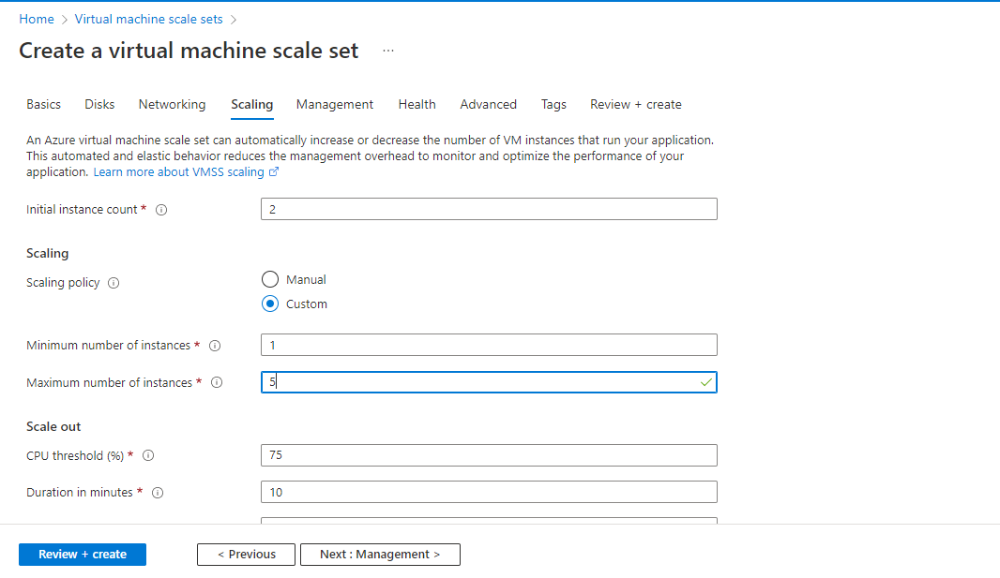 Home > Virtual machine scale sets >
Create a virtual machine scale set ...
Basics Disks Networking Scaling Management Health Advanced Tags Review + create
An Azure virtual machine scale set can automatically increase or decrease the number of VM instances that run your application.
This automated and elastic behavior reduces the management overhead to monitor and optimize the performance of your
application. Learn more about VMSS scaling
Initial instance count * 2
Scaling
Scaling policy Manual
Custom
Minimum number of instances * 1
Maximum number of instances * 5
Scale out
CPU threshold (%) * 75
Duration in minutes * 10
Review + create < Previous Next : Management >